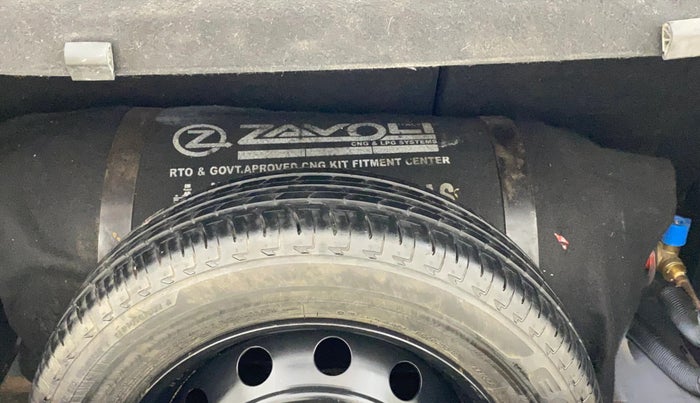 ZAVOLI
CNG & LPG SYSTEMS
RTO & GOVT.APROVED CNG KIT FITMENT CENTER